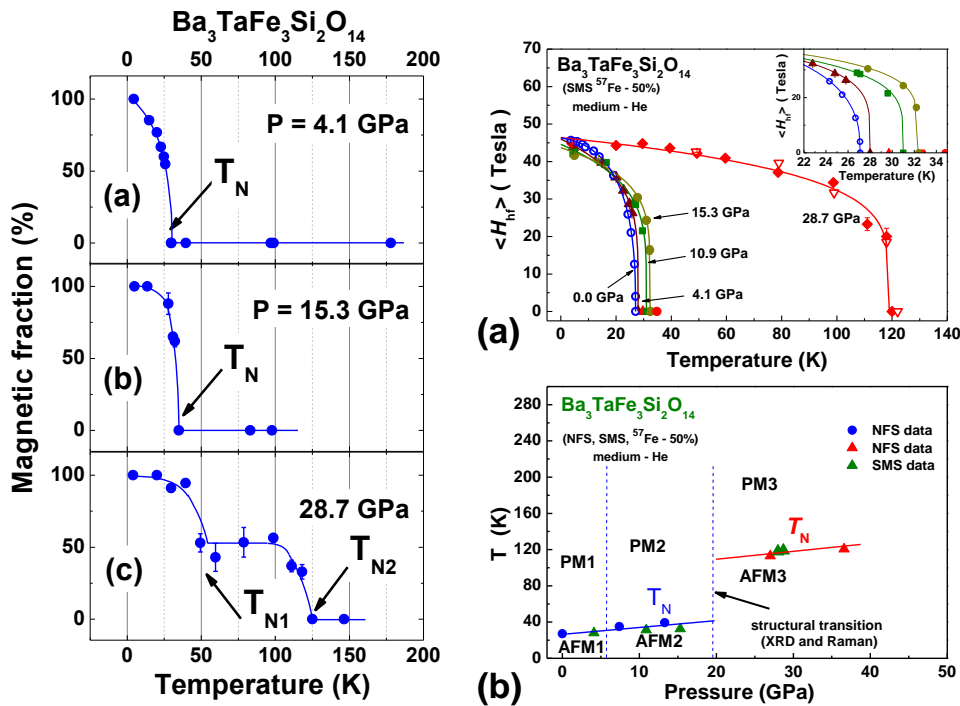 Ba3TaFe3Si2O14
0 50 100 150 200
Magnetic fraction (%)
100
50
0
P = 4.1 GPa
TN
(a)
100
50
0
P = 15.3 GPa
TN
(b)
100
50
0
28.7 GPa
TN2
TN1
(c)
0 25 50 75 100 125 150 175 200
Temperature (K)
<Hhf> ( Tesla )
70
60
50
40
30
20
10
0
Ba3TaFe3Si2O14
(SMS 57Fe - 50%)
medium - He
<Hhf> ( Tesla )
20
0
22 24 26 28 30 32 34
Temperature (K)
15.3 GPa
10.9 GPa
4.1 GPa
0.0 GPa
28.7 GPa
(a)
0 20 40 60 80 100 120 140
Temperature (K)
T (K)
280
240
200
160
120
80
40
0
Ba3TaFe3Si2O14
(NFS, SMS, 57Fe - 50%)
medium - He
NFS data
NFS data
SMS data
PM3
PM1
PM2
TN
AFM3
TN
AFM1
AFM2
structural transition
(XRD and Raman)
0 10 20 30 40 50
Pressure (GPa)
(b)